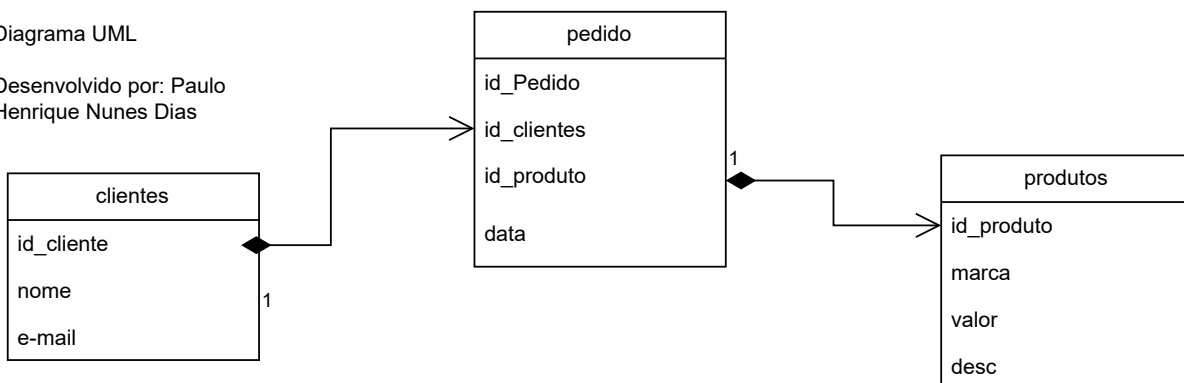 Diagrama UML
Desenvolvido por: Paulo
Henrique Nunes Dias
clientes
id_cliente
nome
e-mail
1
pedido
id_Pedido
id_clientes
id_produto
data
1
produtos
id_produto
marca
valor
desc